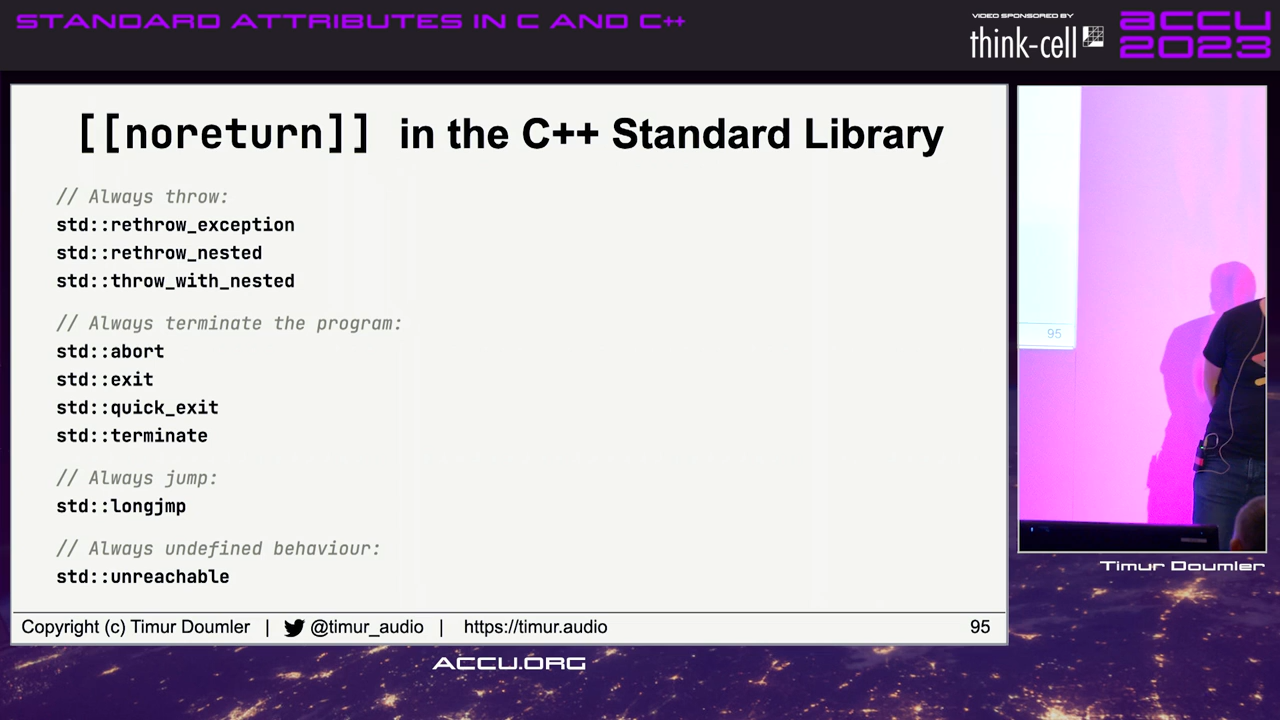 STANDARD ATTRIBUTES IN C AND C++
VIDEO SPONSORED BY
think-cell
ACCU
2023
[[noreturn]] in the C++ Standard Library
// Always throw:
std::rethrow_exception
std::rethrow_nested
std::throw_with_nested
// Always terminate the program:
std::abort
std::exit
std::quick_exit
std::terminate
// Always jump:
std::longjmp
// Always undefined behaviour:
std::unreachable
Copyright (c) Timur Doumler | @timur_audio | https://timur.audio
95
95
Timur Doumler
ACCU.ORG